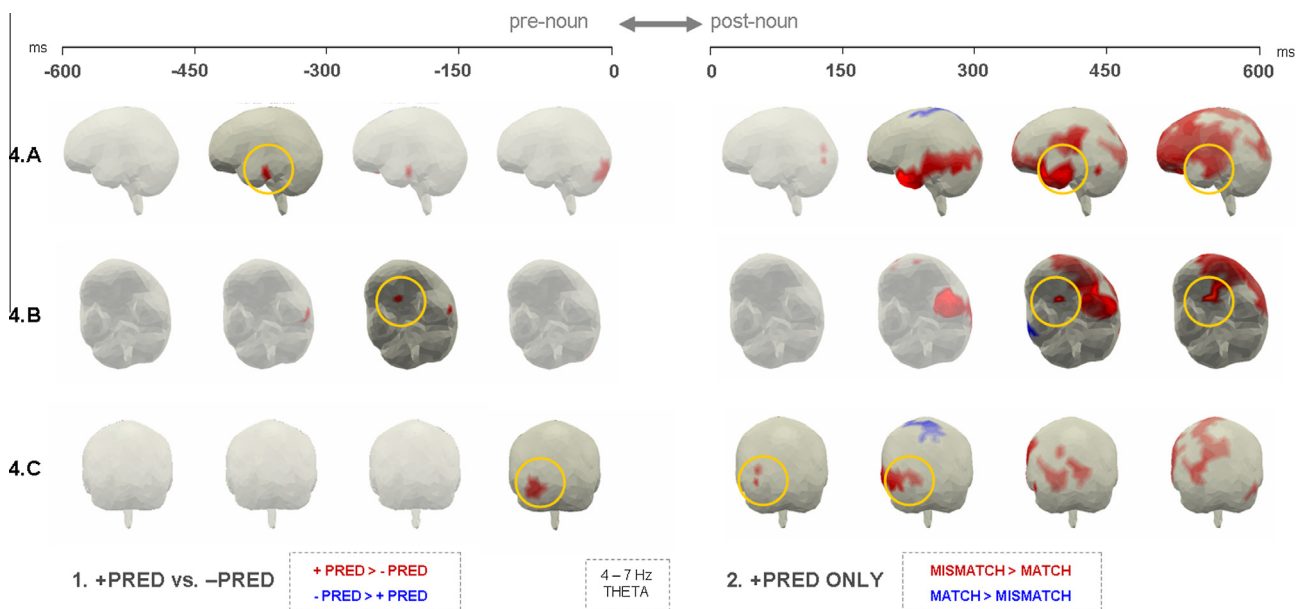 pre-noun post-noun
ms ms
-600 -450 -300 -150 0 0 150 300 450 600
4.A
4.B
4.C
1. +PRED vs. –PRED
+ PRED > - PRED
- PRED > + PRED
4 – 7 Hz
THETA
2. +PRED ONLY
MISMATCH > MATCH
MATCH > MISMATCH